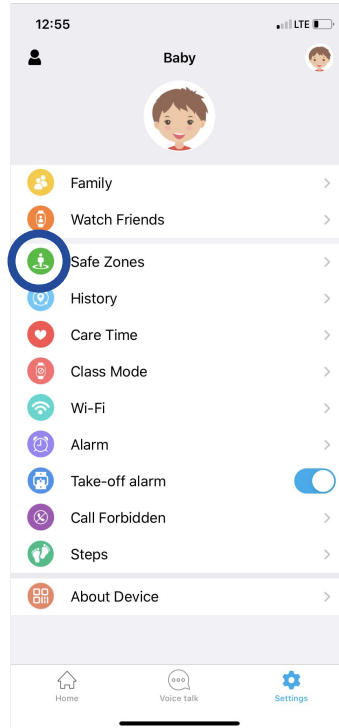 12:55
LTE
Baby
Family
Watch Friends
Safe Zones
History
Care Time
Class Mode
Wi-Fi
Alarm
Take-off alarm
Call Forbidden
Steps
About Device
Home
Voice talk
Settings